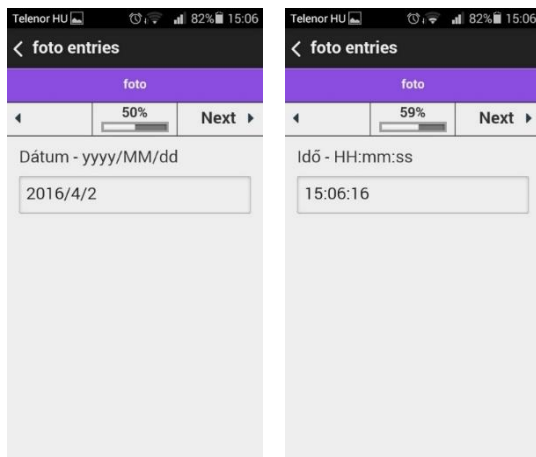 Telenor HU 82% 15:06
foto entries
foto
50% Next
Dátum - yyyy/MM/dd
2016/4/2
Telenor HU 82% 15:06
foto entries
foto
59% Next
Idő - HH:mm:ss
15:06:16